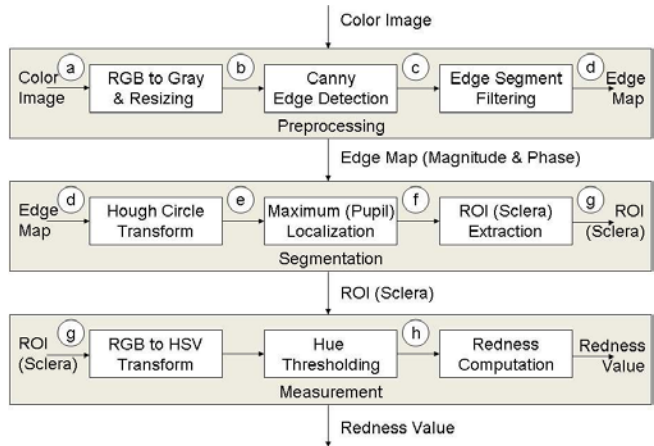 Color Image
Color
Image
a
RGB to Gray
& Resizing
b
Canny
Edge Detection
c
Edge Segment
Filtering
d
Edge
Map
Preprocessing
Edge Map (Magnitude & Phase)
Edge
Map
d
Hough Circle
Transform
e
Maximum (Pupil)
Localization
f
ROI (Sclera)
Extraction
g
ROI
(Sclera)
Segmentation
ROI (Sclera)
ROI
(Sclera)
g
RGB to HSV
Transform
Hue
Thresholding
h
Redness
Computation
Redness
Value
Measurement
Redness Value